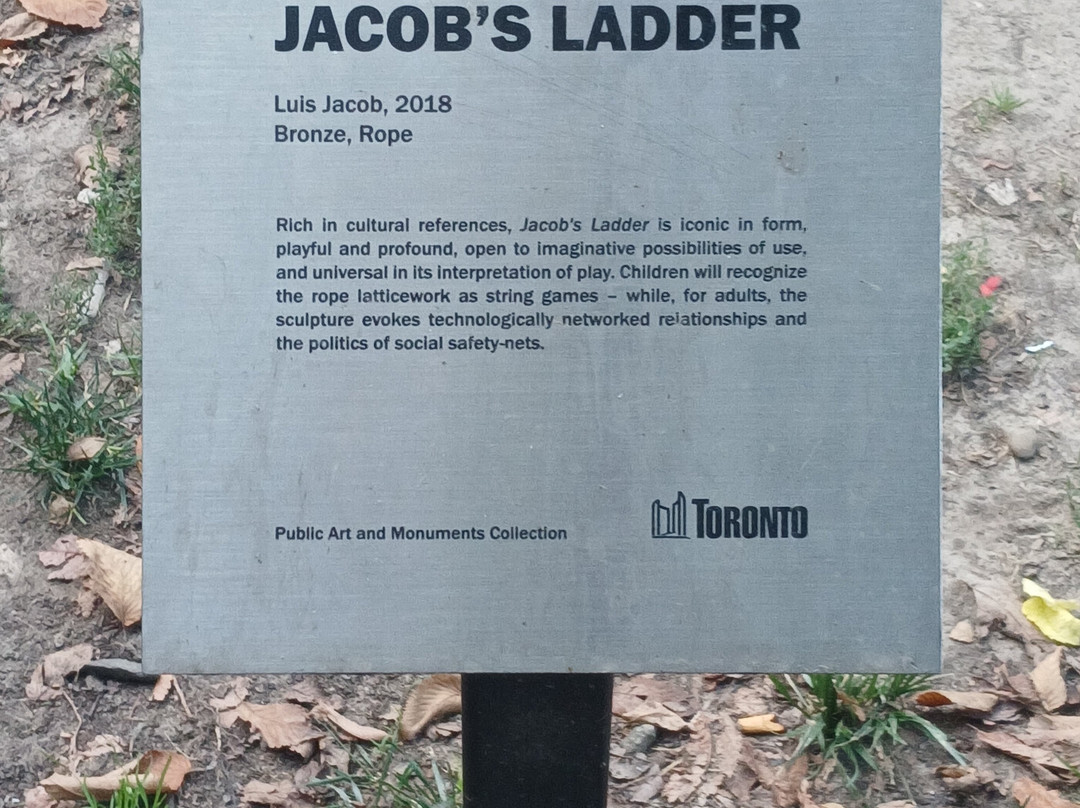 JACOB’S LADDER
Luis Jacob, 2018
Bronze, Rope
Rich in cultural references, Jacob's Ladder is iconic in form,
playful and profound, open to imaginative possibilities of use,
and universal in its interpretation of play. Children will recognize
the rope latticework as string games – while, for adults, the
sculpture evokes technologically networked relationships and
the politics of social safety-nets.
Public Art and Monuments Collection
TORONTO